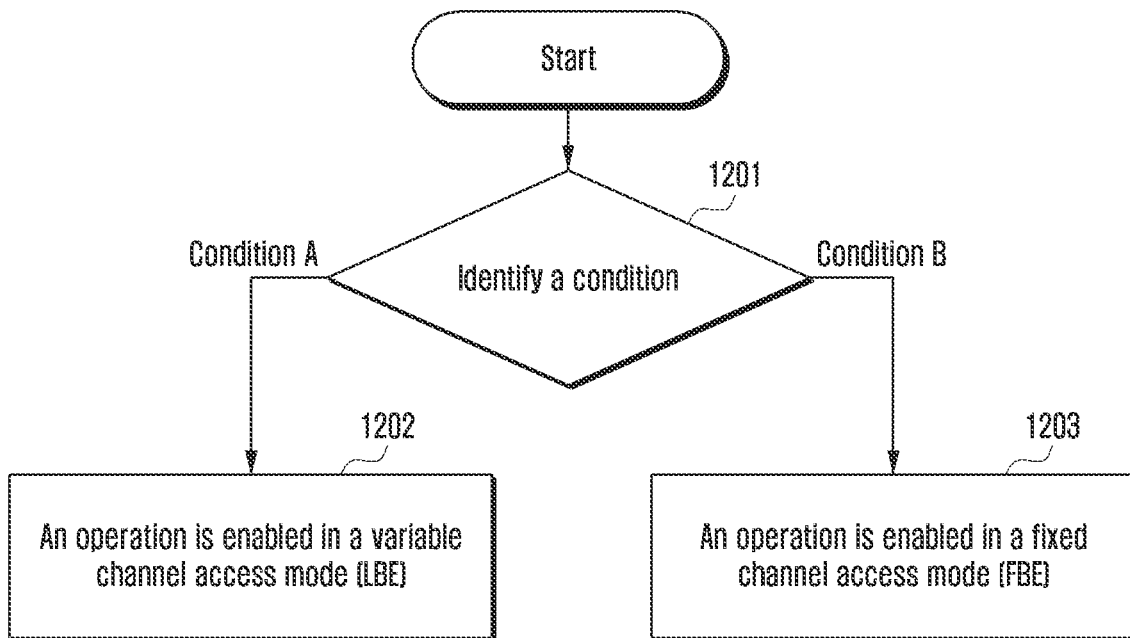 Start
1201
Condition A
Condition B
Identify a condition
1202
1203
An operation is enabled in a variable
channel access mode (LBE)
An operation is enabled in a fixed
channel access mode (FBE)